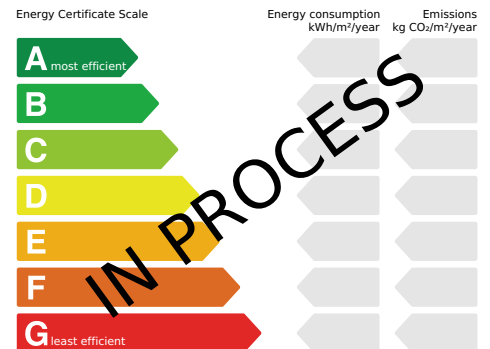 Energy Certificate Scale
Energy consumption
kWh/m²/year
Emissions
kg CO₂/m²/year
A most efficient
B
C
D
E
F
G least efficient
IN PROCESS